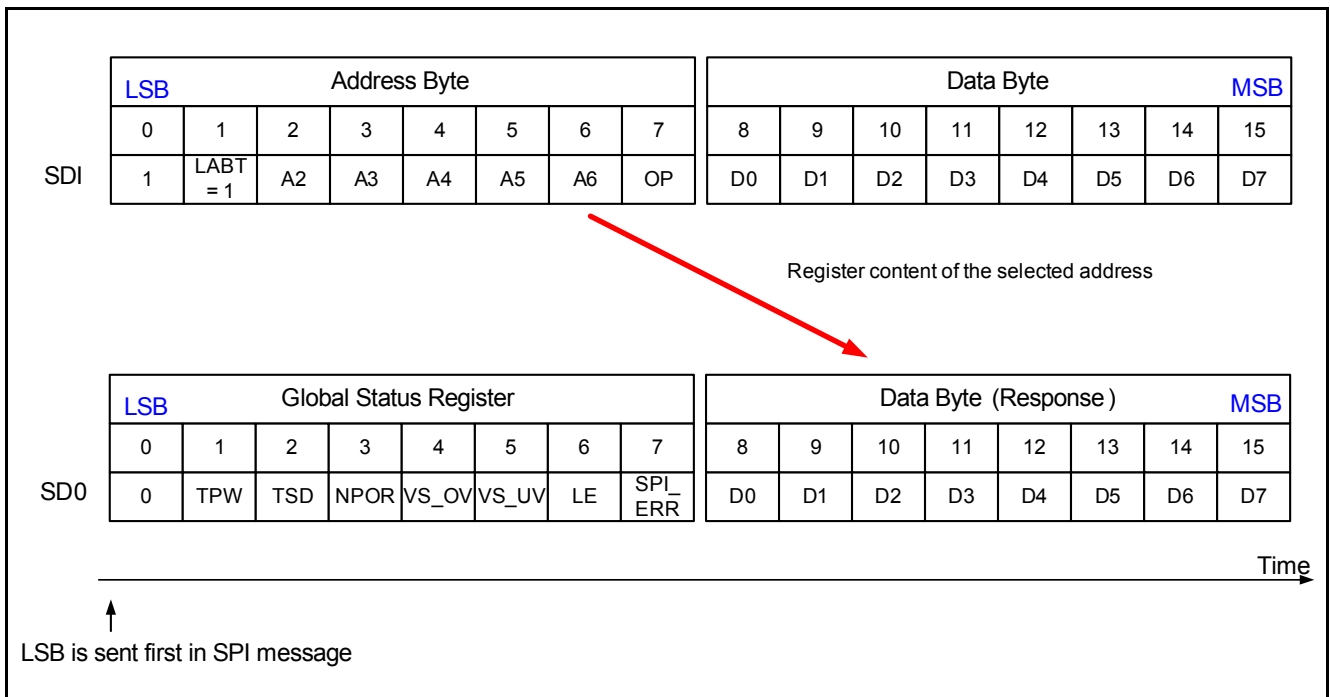 LSB Address Byte Data Byte MSB
0 1 2 3 4 5 6 7 8 9 10 11 12 13 14 15
SDI 1 LABT = 1 A2 A3 A4 A5 A6 OP D0 D1 D2 D3 D4 D5 D6 D7
Register content of the selected address
LSB Global Status Register Data Byte (Response) MSB
0 1 2 3 4 5 6 7 8 9 10 11 12 13 14 15
SD0 0 TPW TSD NPOR VS_OV VS_UV LE SPI_ERR D0 D1 D2 D3 D4 D5 D6 D7
Time
LSB is sent first in SPI message